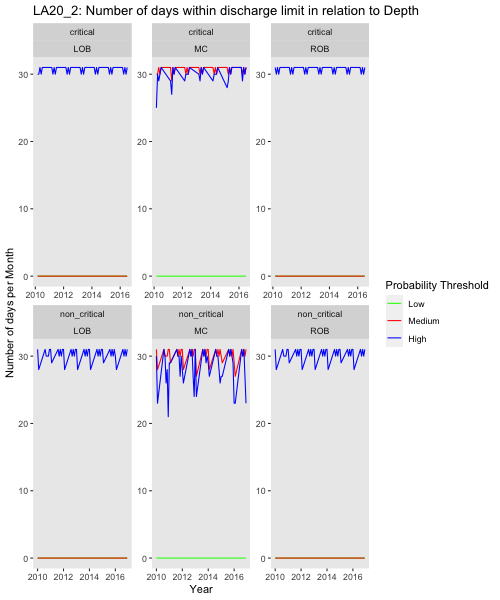 LA20_2: Number of days within discharge limit in relation to Depth
critical critical critical
LOB MC ROB
30
20
10
0
2010 2012 2014 2016 2010 2012 2014 2016 2010 2012 2014 2016
non_critical non_critical non_critical
LOB MC ROB
30
20
10
0
2010 2012 2014 2016 2010 2012 2014 2016 2010 2012 2014 2016
Year
Number of days per Month
Probability Threshold
Low
Medium
High